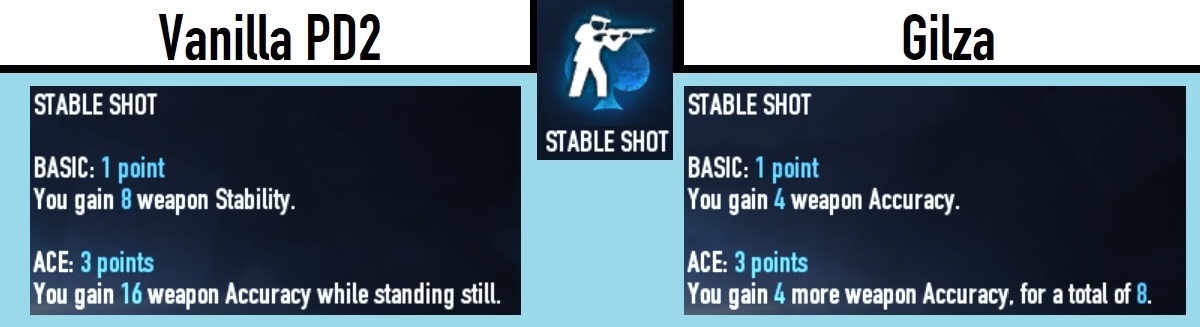 Vanilla PD2
STABLE SHOT
BASIC: 1 point
You gain 8 weapon Stability.
ACE: 3 points
You gain 16 weapon Accuracy while standing still.
STABLE SHOT
Gilza
STABLE SHOT
BASIC: 1 point
You gain 4 weapon Accuracy.
ACE: 3 points
You gain 4 more weapon Accuracy, for a total of 8.